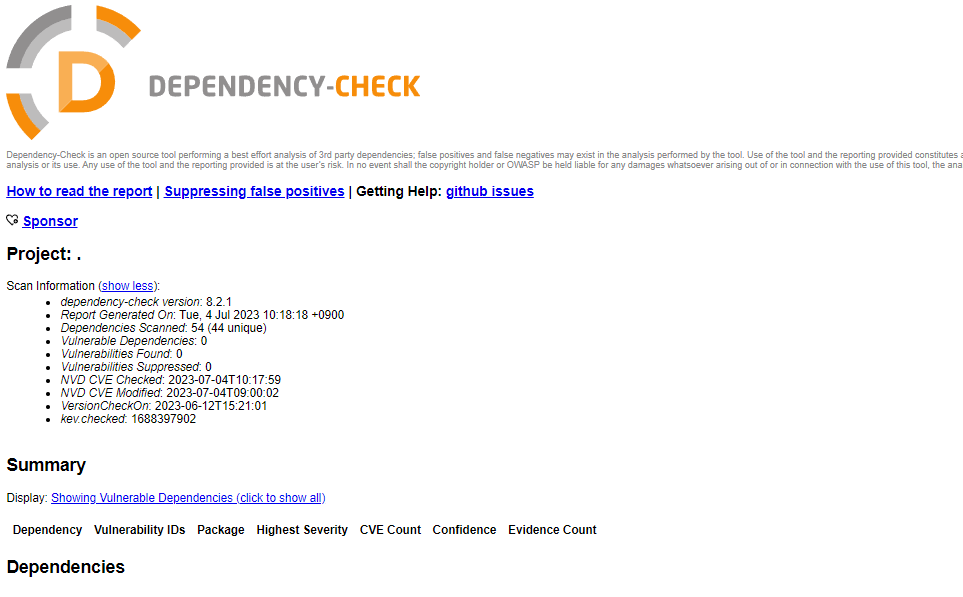 D
DEPENDENCY-CHECK
Dependency-Check is an open source tool performing a best effort analysis of 3rd party dependencies; false positives and false negatives may exist in the analysis performed by the tool. Use of the tool and the reporting provided constitutes
analysis or its use. Any use of the tool and the reporting provided is at the user's risk. In no event shall the copyright holder or OWASP be held liable for any damages whatsoever arising out of or in connection with the use of this tool, the ana
How to read the report | Suppressing false positives | Getting Help: github issues
Sponsor
Project: .
Scan Information (show less):
• dependency-check version: 8.2.1
• Report Generated On: Tue, 4 Jul 2023 10:18:18 +0900
• Dependencies Scanned: 54 (44 unique)
• Vulnerable Dependencies: 0
• Vulnerabilities Found: 0
• Vulnerabilities Suppressed: 0
• NVD CVE Checked: 2023-07-04T10:17:59
• NVD CVE Modified: 2023-07-04T09:00:02
• VersionCheckOn: 2023-06-12T15:21:01
• kev.checked: 1688397902
Summary
Display: Showing Vulnerable Dependencies (click to show all)
Dependency Vulnerability IDs Package Highest Severity CVE Count Confidence Evidence Count
Dependencies